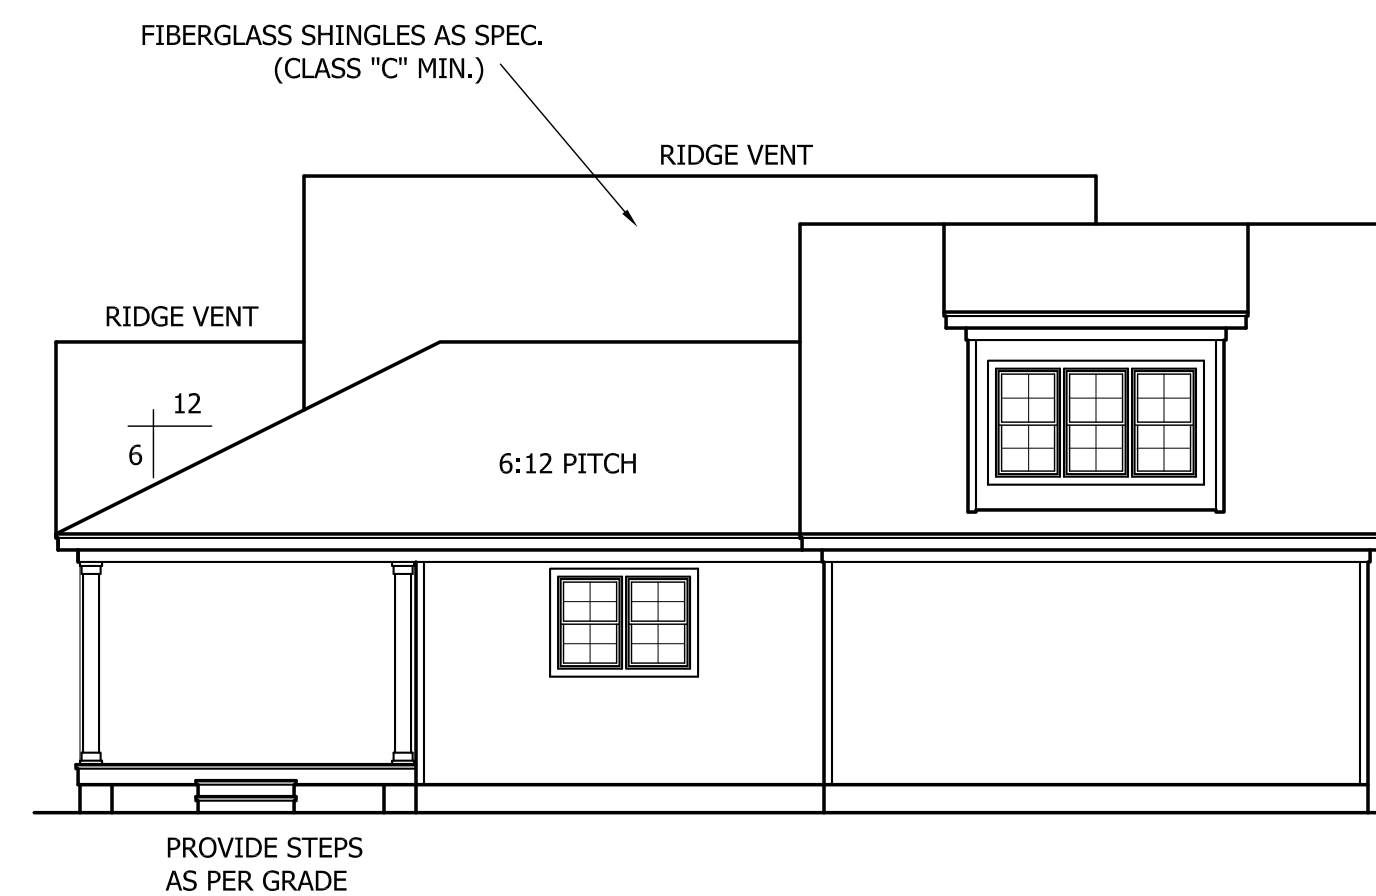 FIBERGLASS SHINGLES AS SPEC.
(CLASS "C" MIN.)
RIDGE VENT
RIDGE VENT
12
6
6:12 PITCH
PROVIDE STEPS
AS PER GRADE